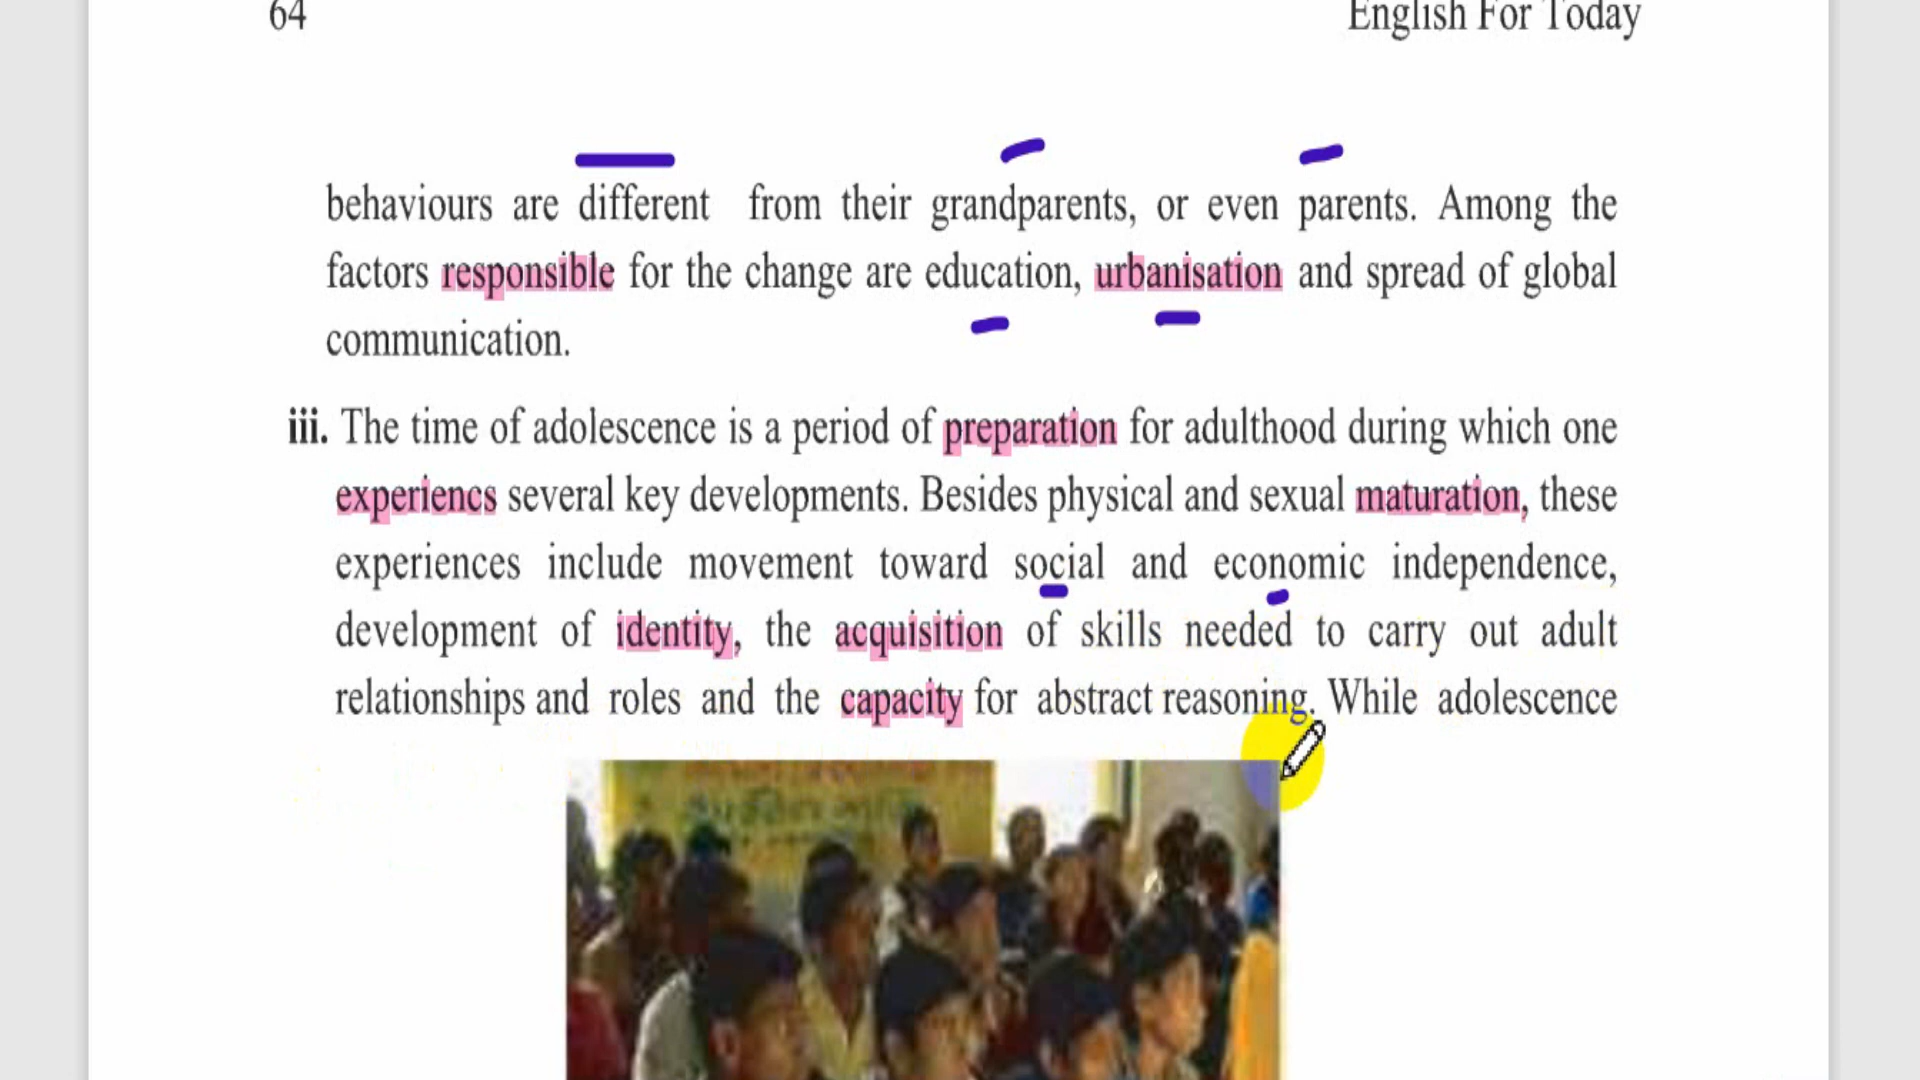 64 English For Today
behaviours are different from their grandparents, or even parents. Among the
factors responsible for the change are education, urbanisation and spread of global
communication.
iii. The time of adolescence is a period of preparation for adulthood during which one
experiencs several key developments. Besides physical and sexual maturation, these
experiences include movement toward social and economic independence,
development of identity, the acquisition of skills needed to carry out adult
relationships and roles and the capacity for abstract reasoning. While adolescence